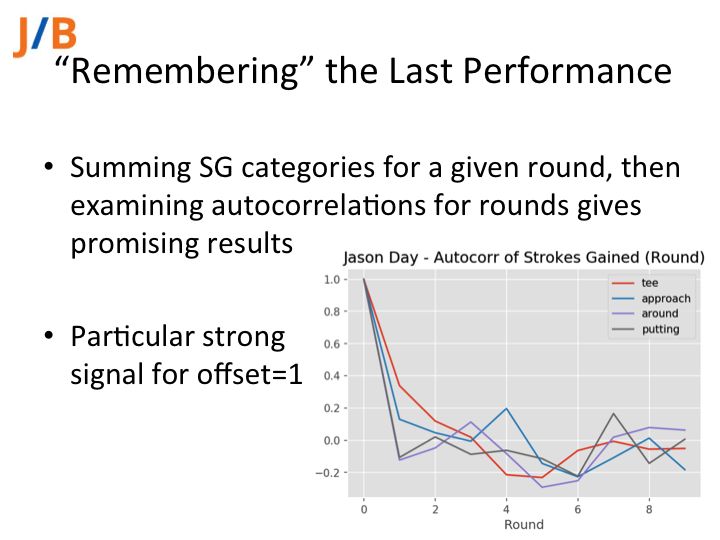 J/B
“Remembering” the Last Performance
• Summing SG categories for a given round, then
examining autocorrelations for rounds gives
promising results
• Particular strong
signal for offset=1
Jason Day - Autocorr of Strokes Gained (Round)
tee
approach
around
putting
1.0
0.8
0.6
0.4
0.2
0.0
−0.2
0 2 4 6 8
Round